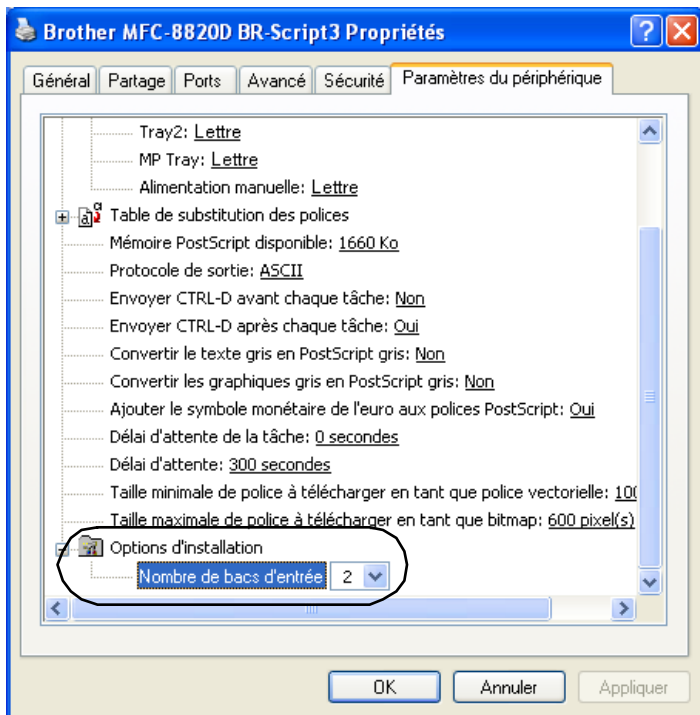 Brother MFC-8820D BR-Script3 Propriétés
Général Partage Ports Avancé Sécurité Paramètres du périphérique
Tray2: Lettre
MP Tray: Lettre
Alimentation manuelle: Lettre
Table de substitution des polices
Mémoire PostScript disponible: 1660 Ko
Protocole de sortie: ASCII
Envoyer CTRL-D avant chaque tâche: Non
Envoyer CTRL-D après chaque tâche: Oui
Convertir le texte gris en PostScript gris: Non
Convertir les graphiques gris en PostScript gris: Non
Ajouter le symbole monétaire de l'euro aux polices PostScript: Oui
Délai d'attente de la tâche: 0 secondes
Délai d'attente: 300 secondes
Taille minimale de police à télécharger en tant que police vectorielle:
Taille maximale de police à télécharger en tant que bitmap: 600 pixel(s)
Options d'installation
Nombre de bacs d'entrée 2
OK Annuler Appliquer